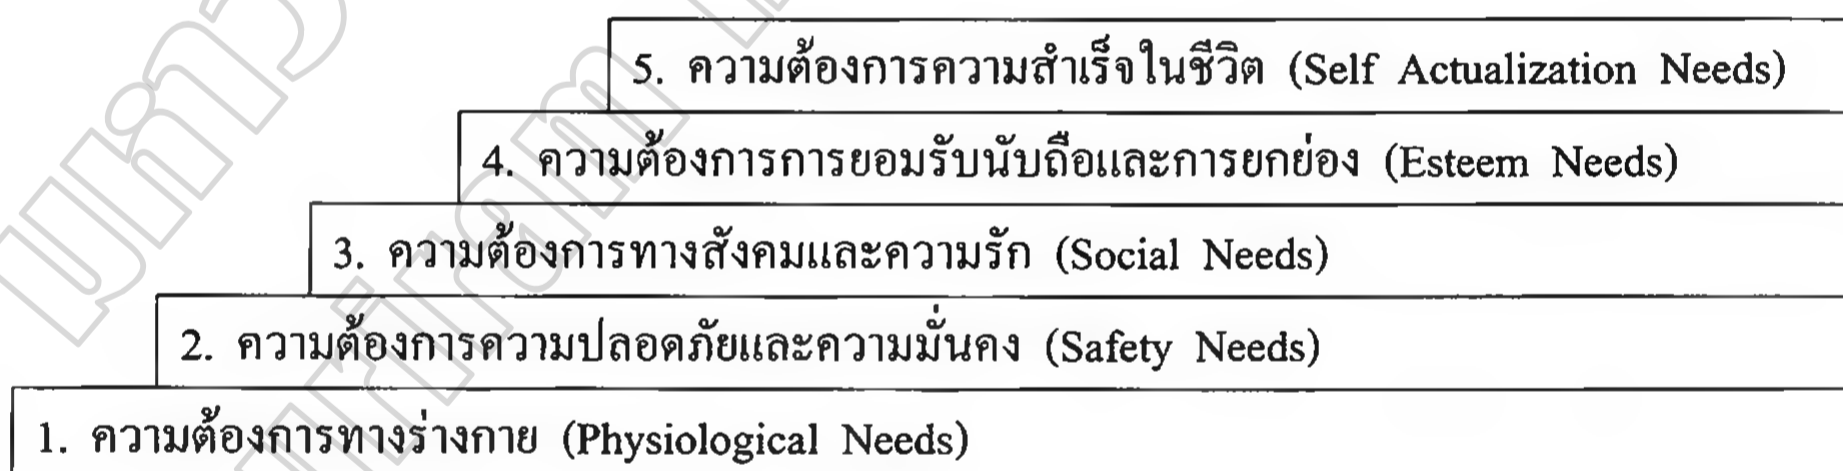 5. ความต้องการความสำเร็จในชีวิต (Self Actualization Needs)
4. ความต้องการการยอมรับนับถือและการยกย่อง (Esteem Needs)
3. ความต้องการทางสังคมและความรัก (Social Needs)
2. ความต้องการความปลอดภัยและความมั่นคง (Safety Needs)
1. ความต้องการทางร่างกาย (Physiological Needs)